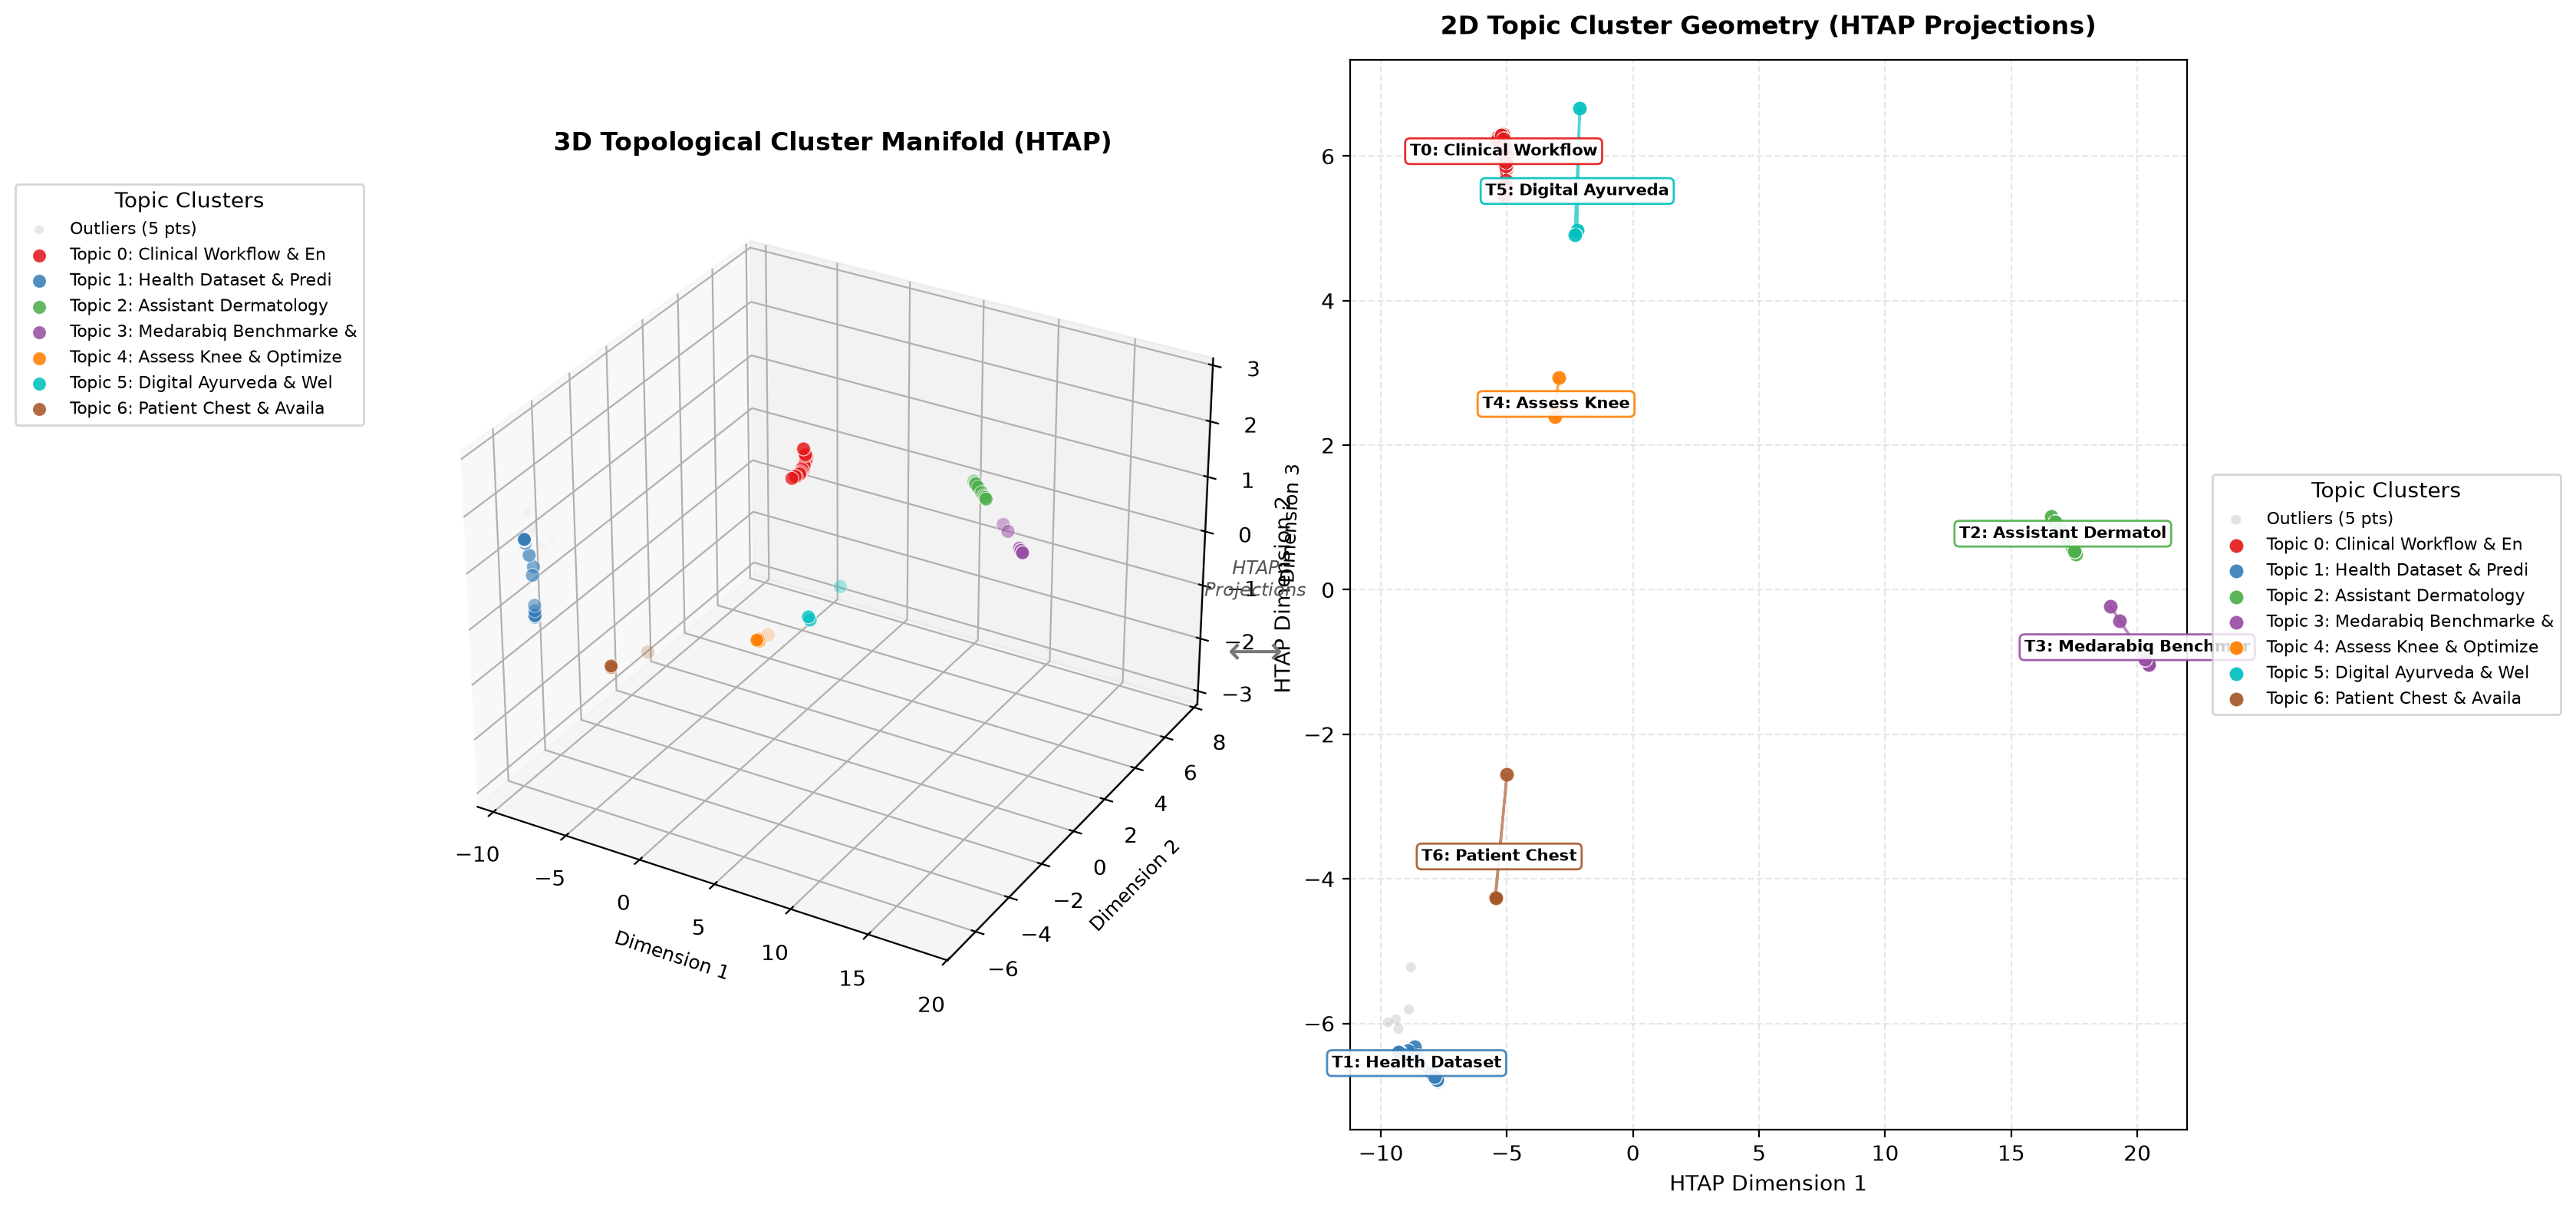 3D Topological Cluster Manifold (HTAP)
Topic Clusters
Outliers (5 pts)
Topic 0: Clinical Workflow & En
Topic 1: Health Dataset & Predi
Topic 2: Assistant Dermatology
Topic 3: Medarabiq Benchmarke &
Topic 4: Assess Knee & Optimize
Topic 5: Digital Ayurveda & Wel
Topic 6: Patient Chest & Availa
3
2
1
0
−1
−2
−3
Dimension 3
8
6
4
2
0
−2
−4
−6
Dimension 2
−10
−5
0
5
10
15
20
Dimension 1
HTAP
Projections
2D Topic Cluster Geometry (HTAP Projections)
HTAP Dimension 2
6
4
2
0
−2
−4
−6
T0: Clinical Workflow
T5: Digital Ayurveda
T4: Assess Knee
T2: Assistant Dermatol
T3: Medarabiq Benchmar
T6: Patient Chest
T1: Health Dataset
−10
−5
0
5
10
15
20
HTAP Dimension 1
Topic Clusters
Outliers (5 pts)
Topic 0: Clinical Workflow & En
Topic 1: Health Dataset & Predi
Topic 2: Assistant Dermatology
Topic 3: Medarabiq Benchmarke &
Topic 4: Assess Knee & Optimize
Topic 5: Digital Ayurveda & Wel
Topic 6: Patient Chest & Availa